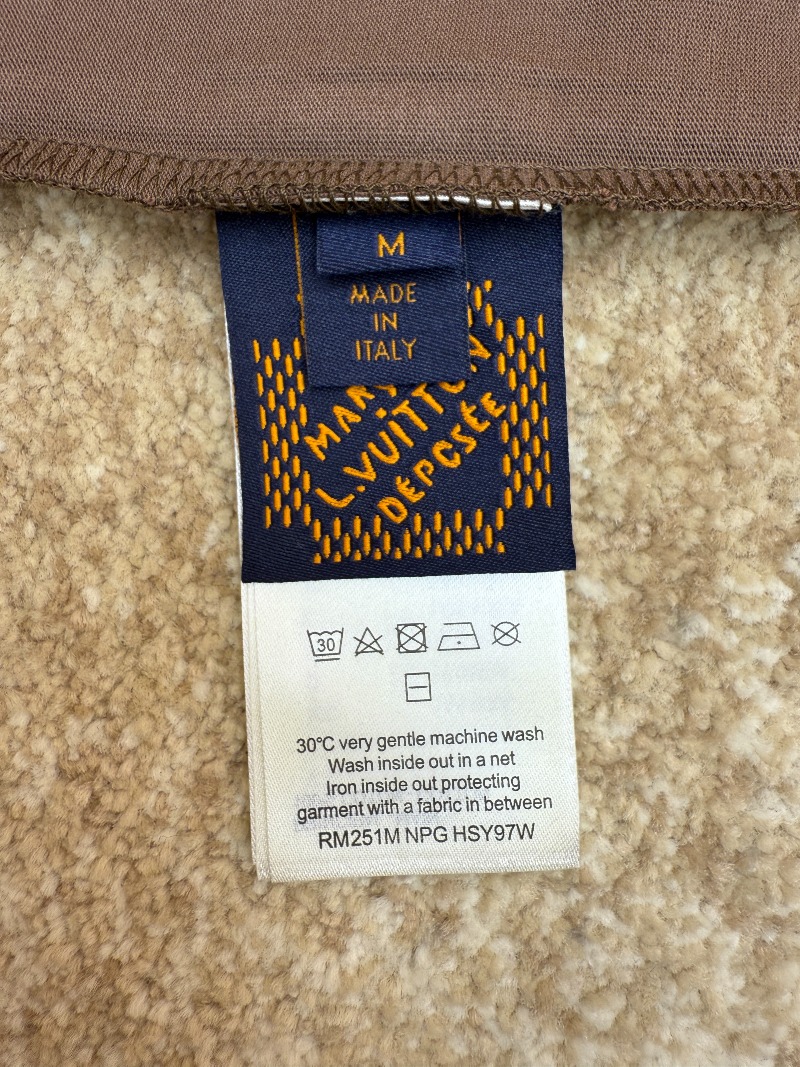 M
MADE
IN
ITALY
L.VUITTON
DÉPOSÉE
30
30°C very gentle machine wash
Wash inside out in a net
Iron inside out protecting
garment with a fabric in between
RM251M NPG HSY97W